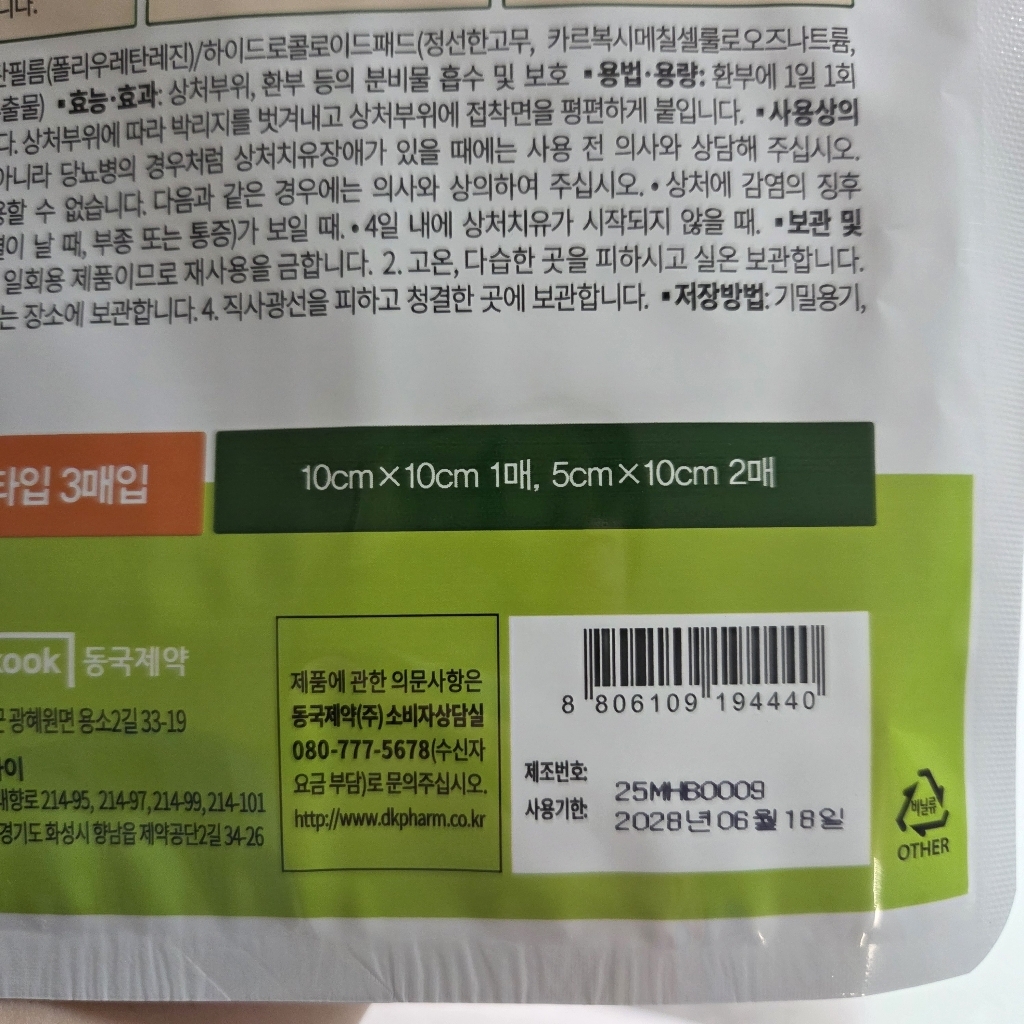 니다.
필름(폴리우레탄레진)/하이드로콜로이드패드(정선한고무, 카르복시메칠셀룰로오즈나트륨,
출물) ▪효능·효과: 상처부위, 환부 등의 분비물 흡수 및 보호 ▪용법·용량: 환부에 1일 1회
다. 상처부위에 따라 박리지를 벗겨내고 상처부위에 접착면을 평편하게 붙입니다. ▪사용상의
아니라 당뇨병의 경우처럼 상처치유장애가 있을 때에는 사용 전 의사와 상담해 주십시오.
용할 수 없습니다. 다음과 같은 경우에는 의사와 상의하여 주십시오. • 상처에 감염의 징후
열이 날 때, 부종 또는 통증)가 보일 때. • 4일 내에 상처치유가 시작되지 않을 때. ▪보관 및
일회용 제품이므로 재사용을 금합니다. 2. 고온, 다습한 곳을 피하시고 실온 보관합니다.
는 장소에 보관합니다. 4. 직사광선을 피하고 청결한 곳에 보관합니다. ▪저장방법: 기밀용기,
타입 3매입
10cm×10cm 1매, 5cm×10cm 2매
kook 동국제약
광혜원면 용소2길 33-19
이
대향로 214-95, 214-97, 214-99, 214-101
경기도 화성시 향남읍 제약공단2길 34-26
제품에 관한 의문사항은
동국제약(주) 소비자상담실
080-777-5678(수신자
요금 부담)로 문의주십시오.
http://www.dkpharm.co.kr
8 806109 194440
제조번호: 25MHB0009
사용기한: 2028년 06월 18일
비닐류
OTHER